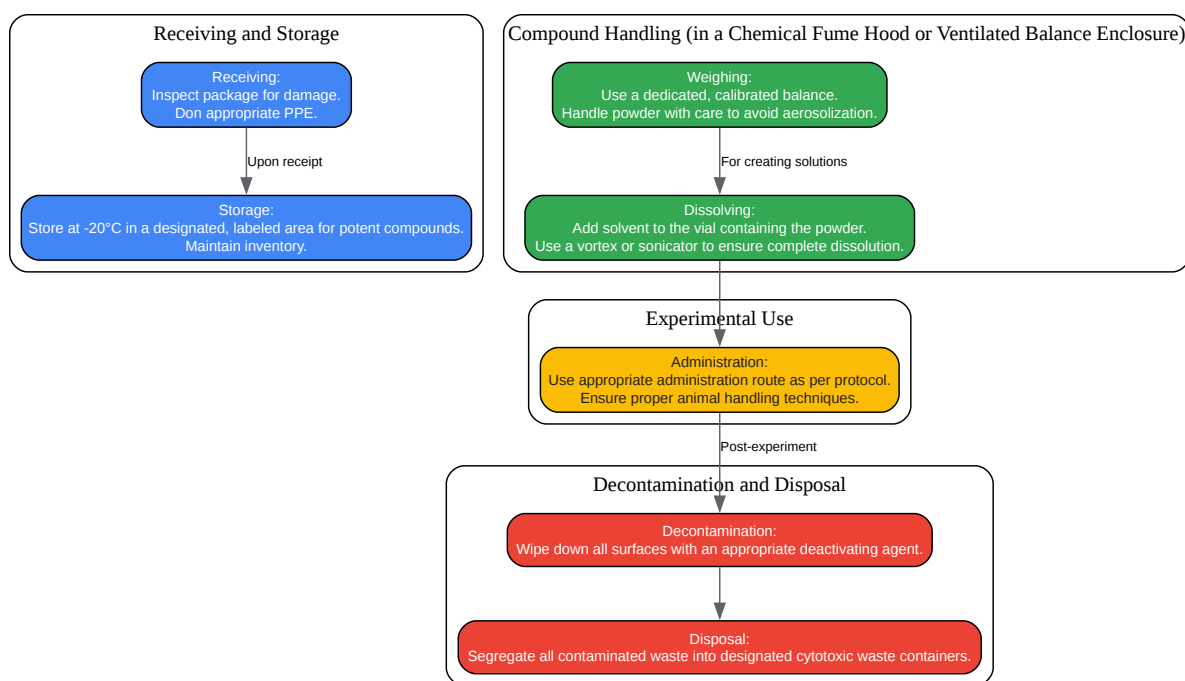 Receiving and Storage
Receiving:
Inspect package for damage.
Don appropriate PPE.
Upon receipt
Storage:
Store at -20°C in a designated, labeled area for potent compounds.
Maintain inventory.
Compound Handling (in a Chemical Fume Hood or Ventilated Balance Enclosure)
Weighing:
Use a dedicated, calibrated balance.
Handle powder with care to avoid aerosolization.
For creating solutions
Dissolving:
Add solvent to the vial containing the powder.
Use a vortex or sonicator to ensure complete dissolution.
Experimental Use
Administration:
Use appropriate administration route as per protocol.
Ensure proper animal handling techniques.
Post-experiment
Decontamination and Disposal
Decontamination:
Wipe down all surfaces with an appropriate deactivating agent.
Disposal:
Segregate all contaminated waste into designated cytotoxic waste containers.